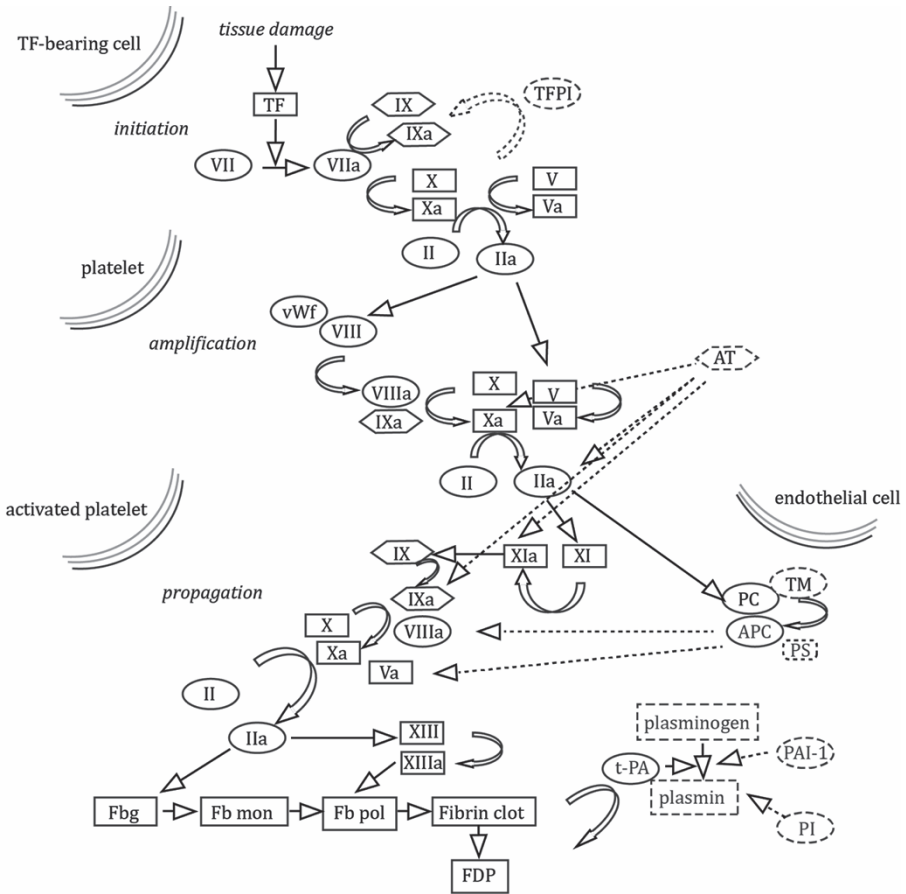 tissue damage
TF-bearing cell
TF
IX
TFPI
initiation
IXa
VII
VIIa
X
V
Xa
Va
II
IIa
platelet
vWf
VIII
amplification
AT
X
V
VIIIa
IXa
Xa
Va
II
IIa
activated platelet
endothelial cell
IX
XIa
XI
propagation
IXa
PC
TM
X
VIIIa
APC
Xa
PS
Va
II
IIa
XIII
plasminogen
XIIIa
t-PA
PAI-1
plasmin
Fbg
Fb mon
Fb pol
Fibrin clot
PI
FDP